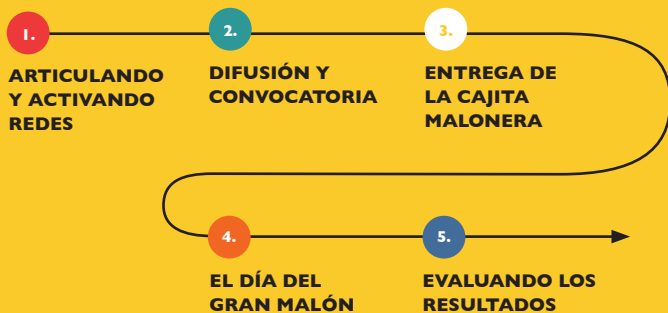 1.
ARTICULANDO
Y ACTIVANDO
REDES
2.
DIFUSIÓN Y
CONVOCATORIA
3.
ENTREGA DE
LA CAJITA
MALONERA
4.
EL DÍA DEL
GRAN MALÓN
5.
EVALUANDO LOS
RESULTADOS